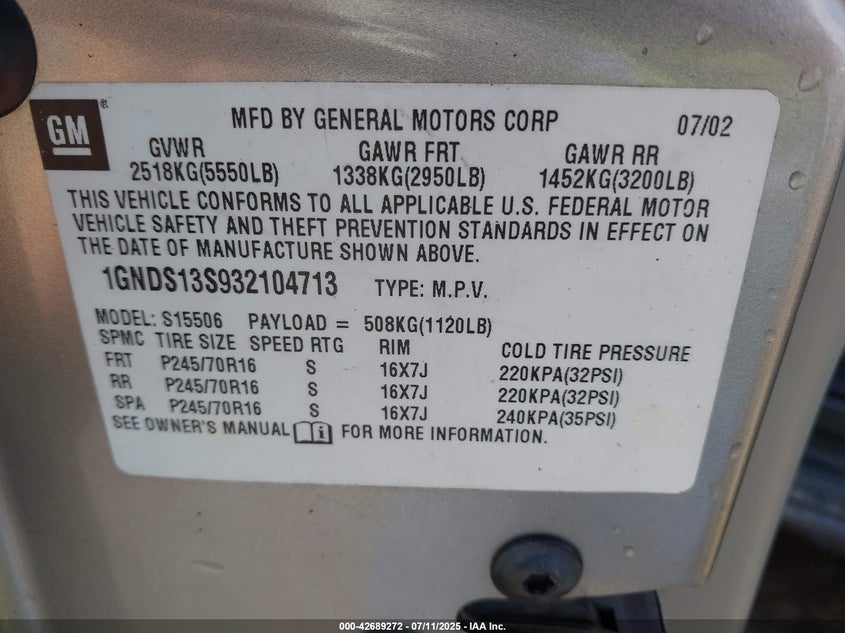 GM
MFD BY GENERAL MOTORS CORP 07/02
GVWR GAWR FRT GAWR RR
2518KG(5550LB) 1338KG(2950LB) 1452KG(3200LB)
THIS VEHICLE CONFORMS TO ALL APPLICABLE U.S. FEDERAL MOTOR
VEHICLE SAFETY AND THEFT PREVENTION STANDARDS IN EFFECT ON
THE DATE OF MANUFACTURE SHOWN ABOVE.
1GNDS13S932104713 TYPE: M.P.V.
MODEL: S15506 PAYLOAD = 508KG(1120LB)
SPMC TIRE SIZE SPEED RTG RIM COLD TIRE PRESSURE
FRT P245/70R16 S 16X7J 220KPA(32PSI)
RR P245/70R16 S 16X7J 220KPA(32PSI)
SPA P245/70R16 S 16X7J 240KPA(35PSI)
SEE OWNER'S MANUAL i FOR MORE INFORMATION.
000-42689272 - 07/11/2025 - IAA Inc.